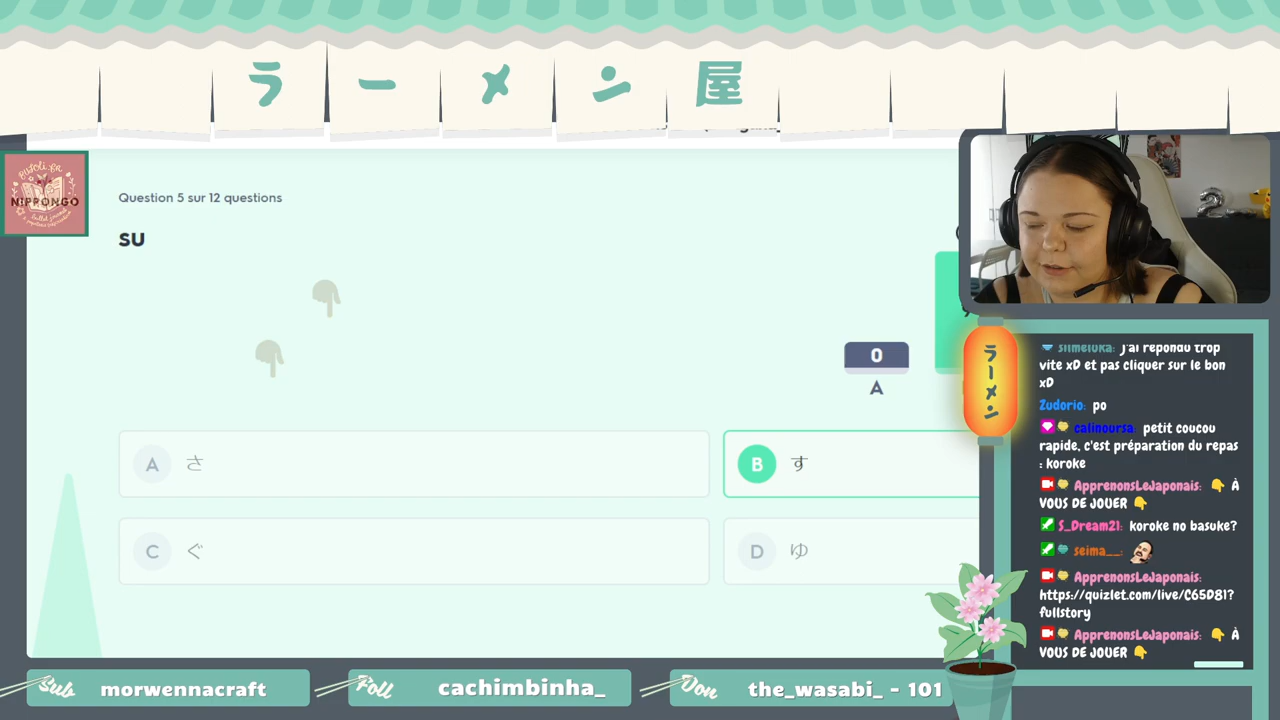 ラーメン屋
NIPPONGO
Question 5 sur 12 questions
su
0
A
A さ
B す
C ぐ
D ゆ
ラーメン
slimeloka: J'ai répondu trop
vite xD et pas cliquer sur le bon
xD
Zudorio: po
calinoursa: petit coucou
rapide, c'est préparation du repas
: koroke
ApprenonsLeJaponais: 👇 À
VOUS DE JOUER 👇
S_Dream21: koroke no basuke?
seima__:
ApprenonsLeJaponais:
https://quizlet.com/live/C65D81?
fullstory
ApprenonsLeJaponais: 👇 À
VOUS DE JOUER 👇
Sub morwennacraft
Foll cachimbinha_
Don the_wasabi_ - 101